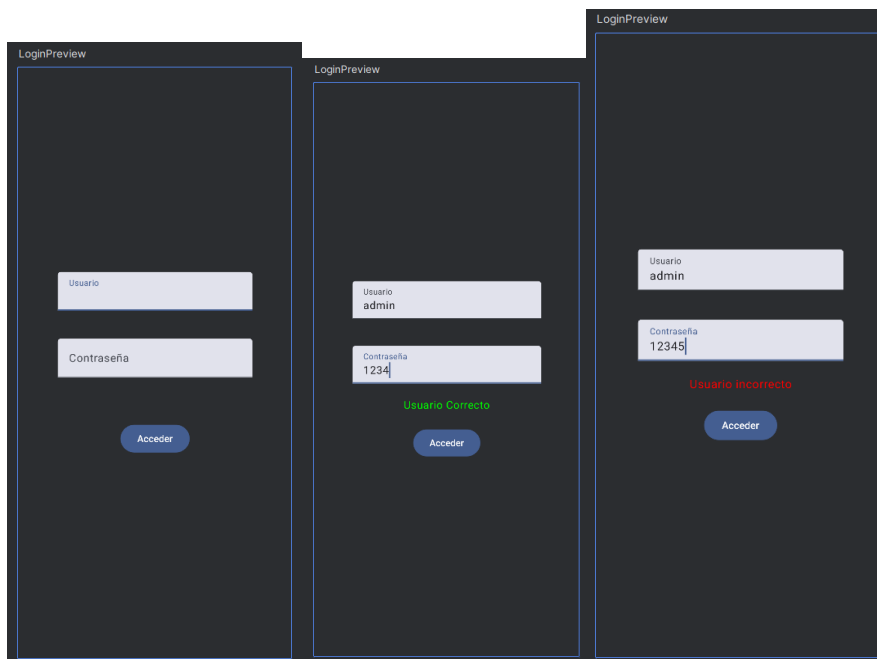 LoginPreview
Usuario
Contraseña
Acceder
LoginPreview
Usuario
admin
Contraseña
1234
Usuario Correcto
Acceder
LoginPreview
Usuario
admin
Contraseña
12345
Usuario incorrecto
Acceder